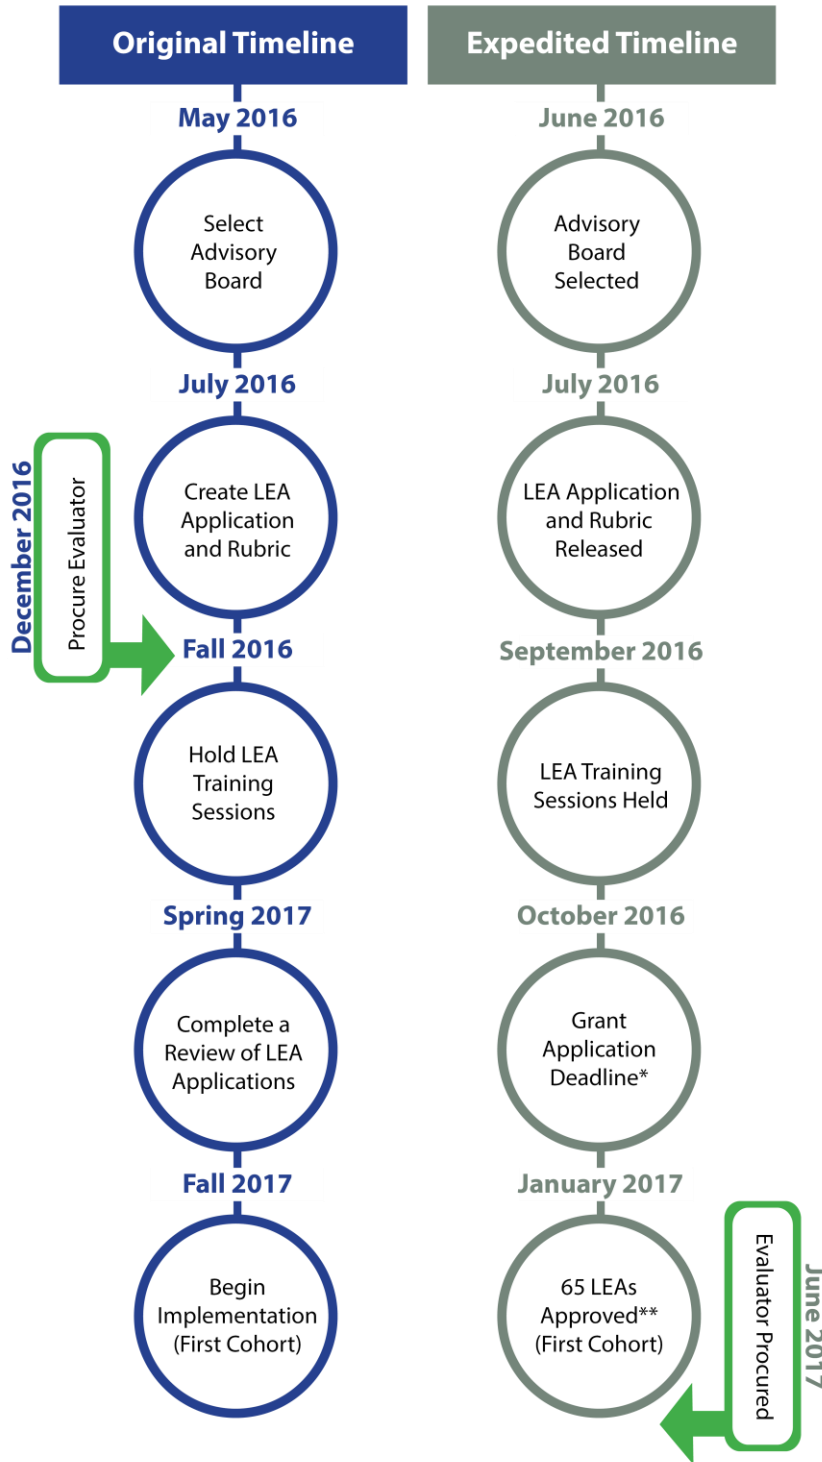 Original Timeline
May 2016
Select
Advisory
Board
July 2016
Create LEA
Application
and Rubric
December 2016
Procure Evaluator
Fall 2016
Hold LEA
Training
Sessions
Spring 2017
Complete a
Review of LEA
Applications
Fall 2017
Begin
Implementation
(First Cohort)
Expedited Timeline
June 2016
Advisory
Board
Selected
July 2016
LEA Application
and Rubric
Released
September 2016
LEA Training
Sessions Held
October 2016
Grant
Application
Deadline*
January 2017
65 LEAs
Approved**
(First Cohort)
Evaluator Procured
June 2017